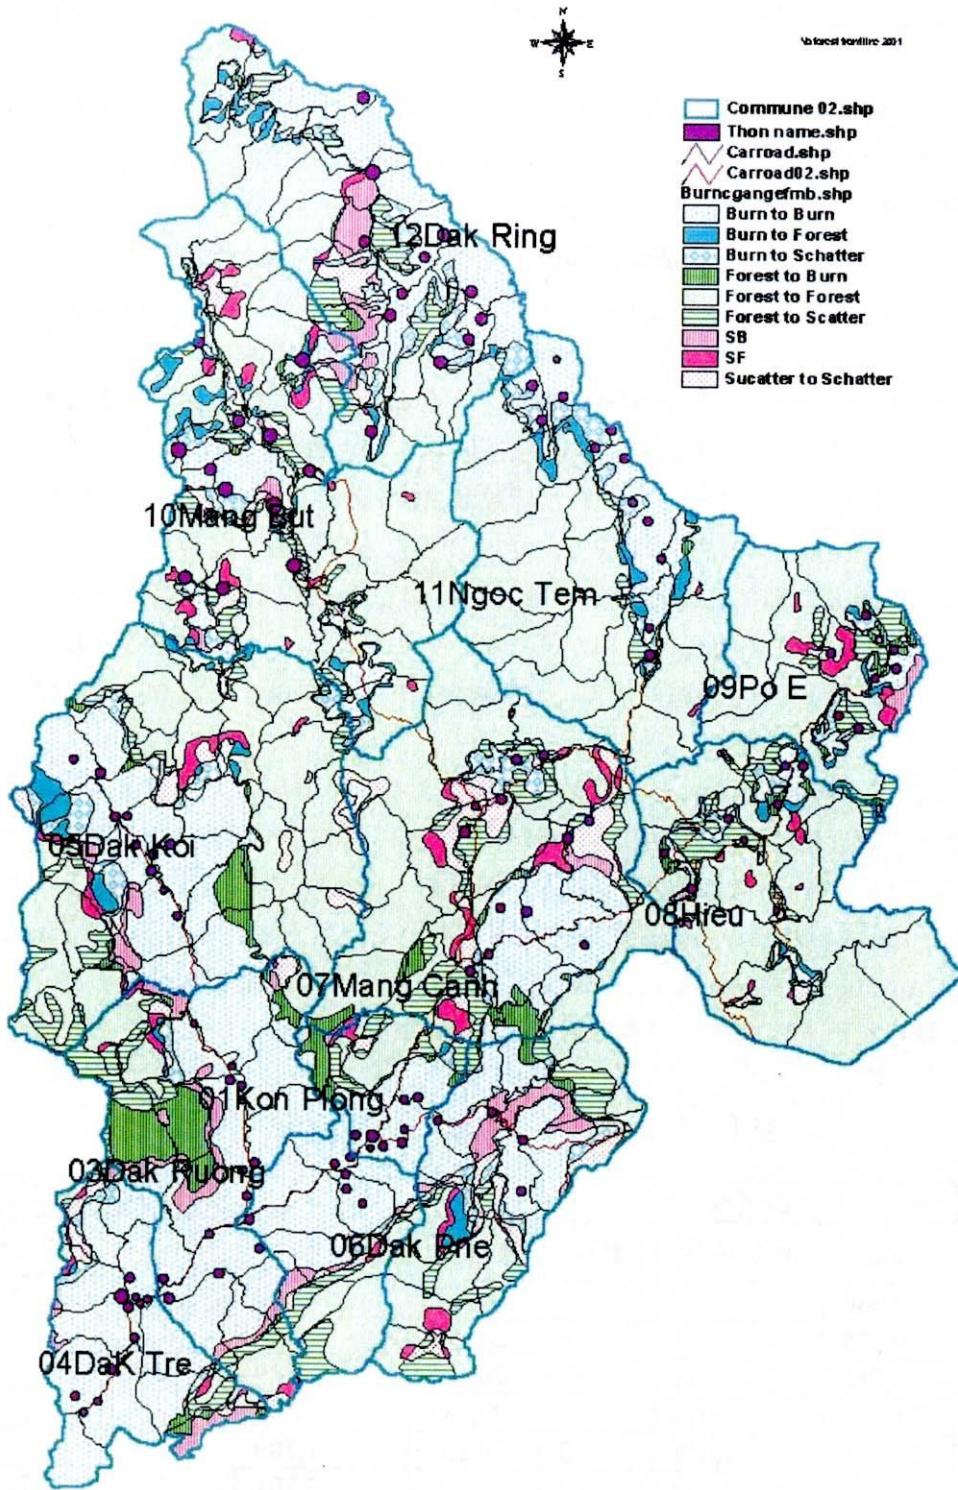 N
W E
S
Commune 02.shp
Thon name.shp
Carroad.shp
Carroad02.shp
Burncgangefmb.shp
Burn to Burn
Burn to Forest
Burn to Schatter
Forest to Burn
Forest to Forest
Forest to Scatter
SB
SF
Sucatter to Schatter
12Dak Ring
10Mang But
11Ngoc Tem
09Po E
05Dak Koi
08Hieu
07Mang Canh
01Kon Plong
03Dak Ruong
06Dak Pne
04DaK Tre